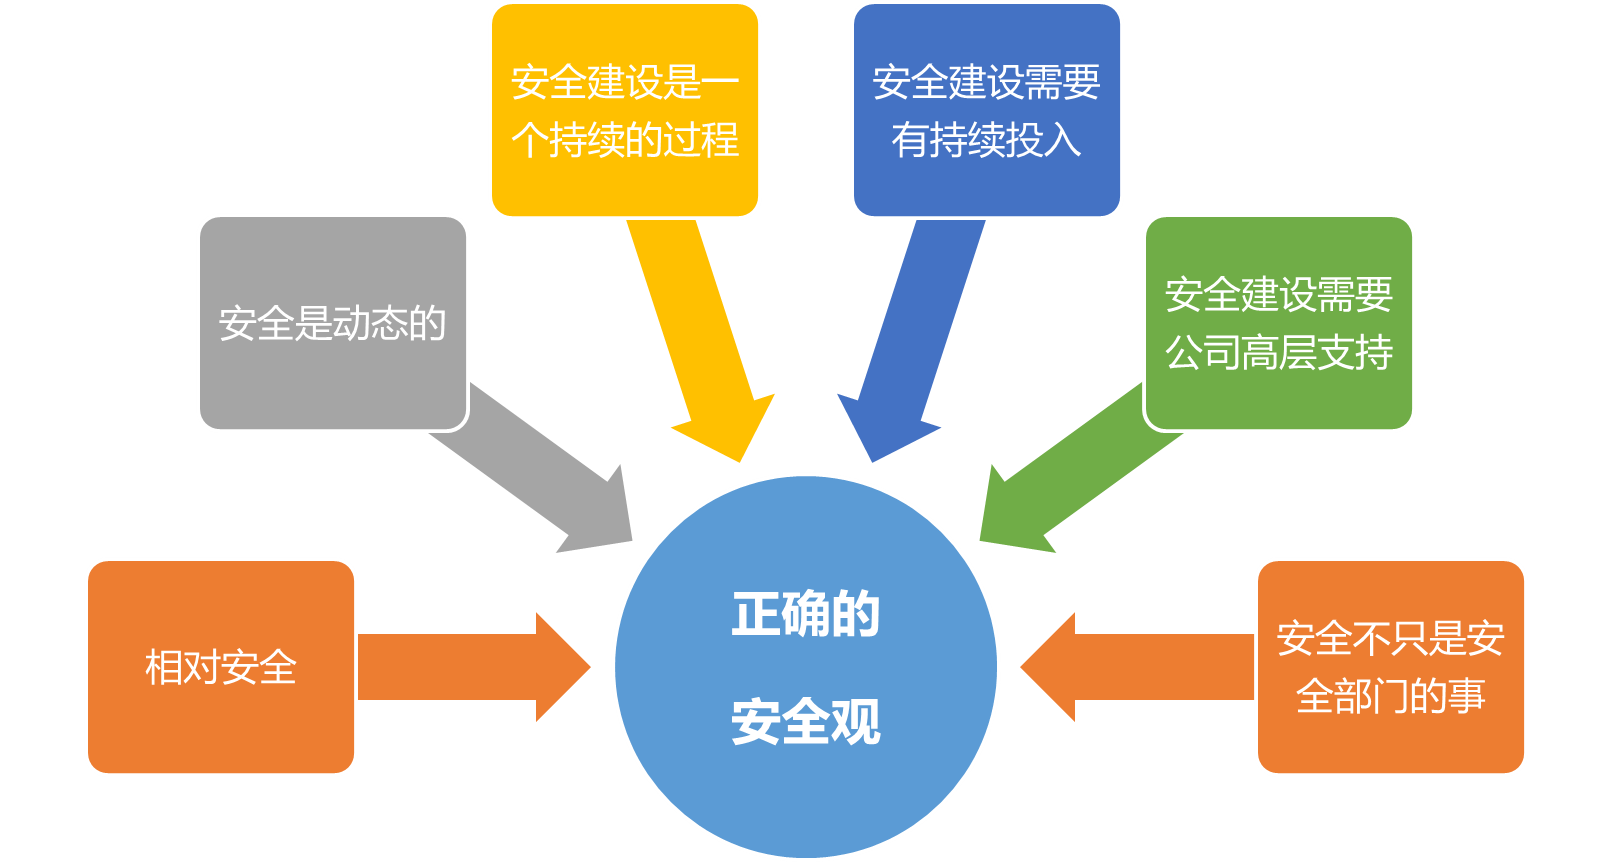 安全建设是一
个持续的过程
安全建设需要
有持续投入
安全是动态的
安全建设需要
公司高层支持
相对安全
正确的
安全观
安全不只是安
全部门的事